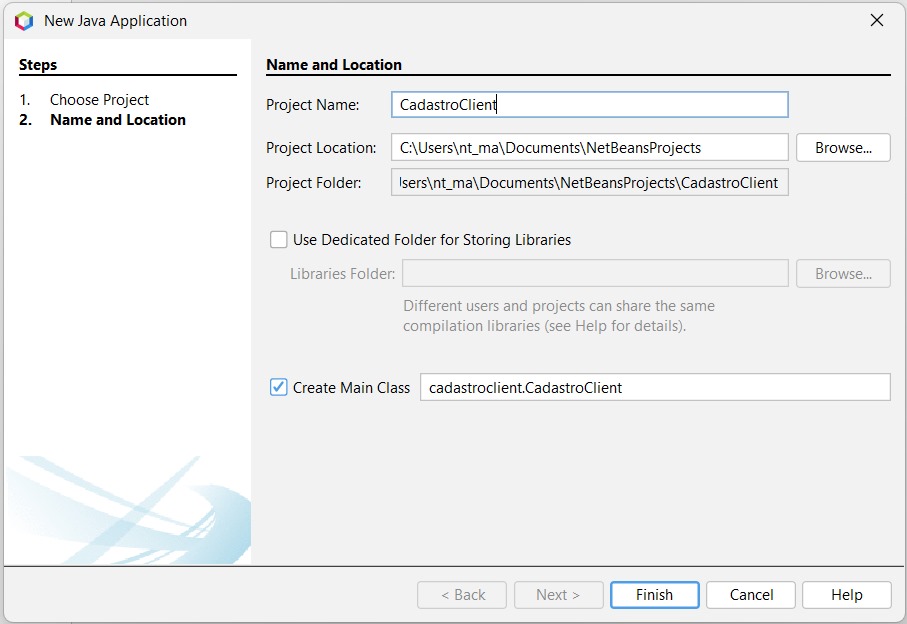 New Java Application
Steps
1. Choose Project
2. Name and Location
Name and Location
Project Name: CadastroClient
Project Location: C:\Users\nt_ma\Documents\NetBeansProjects Browse...
Project Folder: Jsers\nt_ma\Documents\NetBeansProjects\CadastroClient
Use Dedicated Folder for Storing Libraries
Libraries Folder: Browse...
Different users and projects can share the same
compilation libraries (see Help for details).
Create Main Class cadastroclient.CadastroClient
< Back Next > Finish Cancel Help